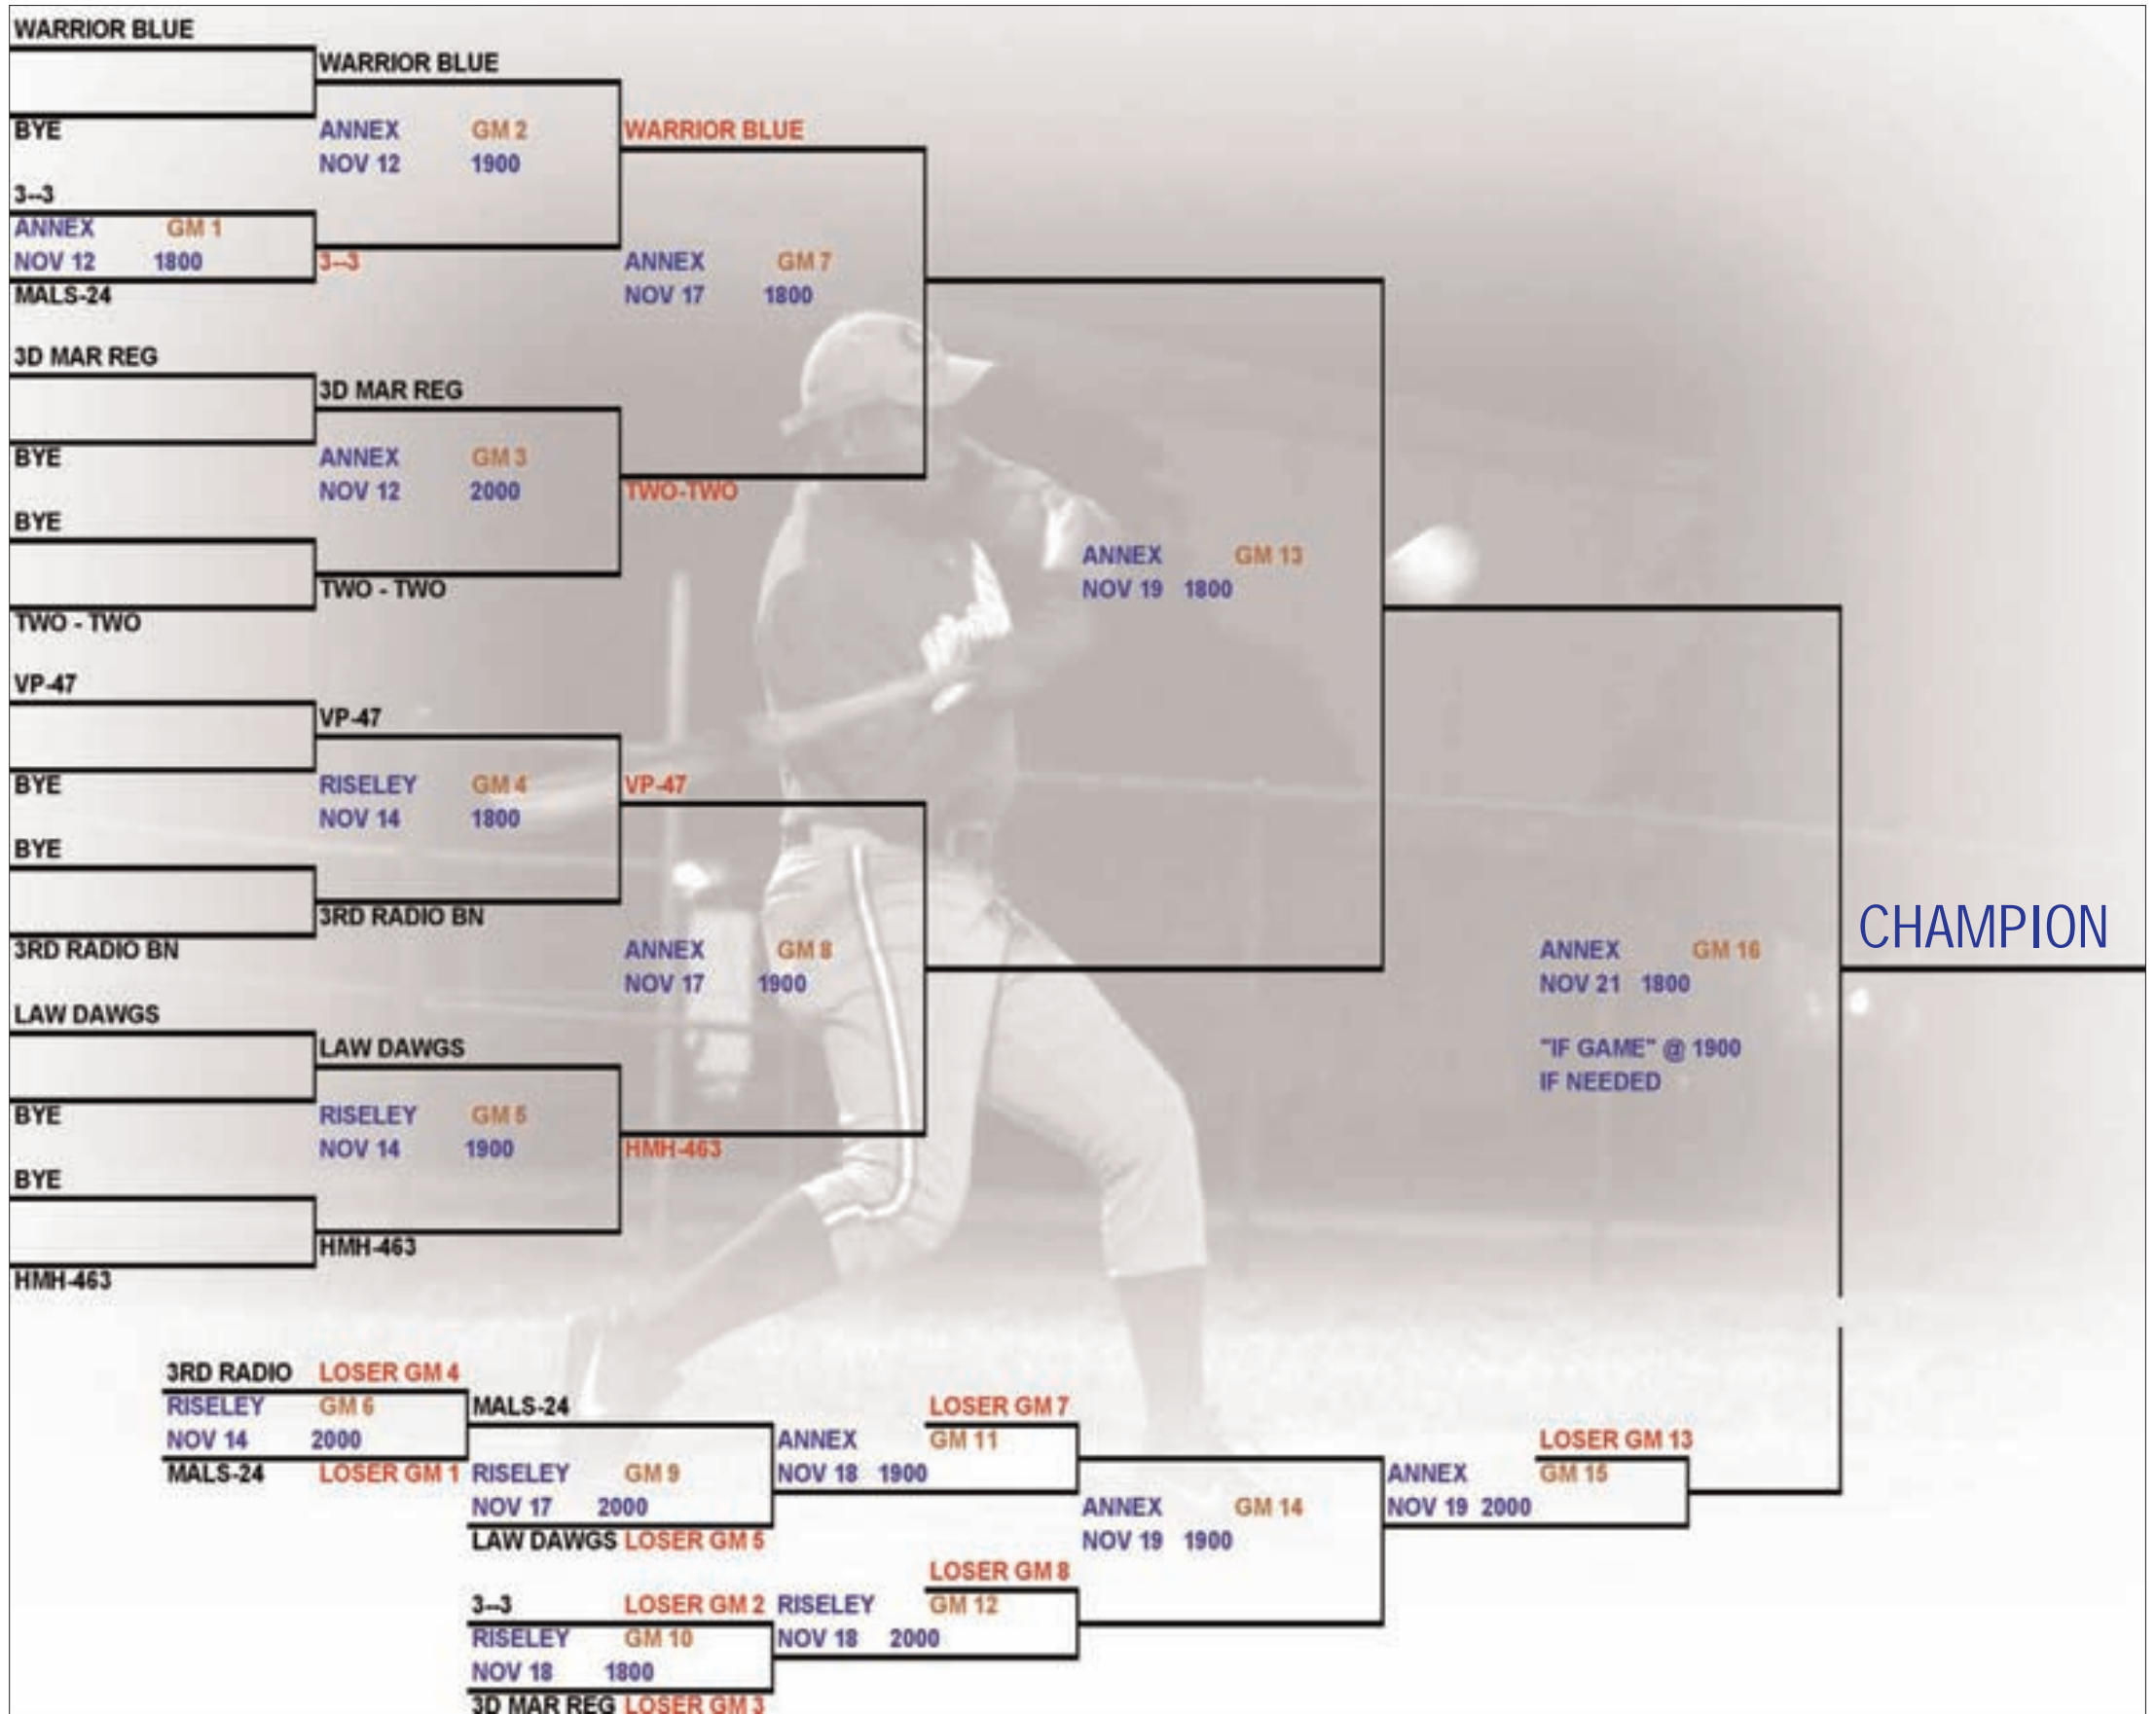 WARRIOR BLUE
BYE
3--3
ANNEX GM 1
NOV 12 1800
MALS-24
3D MAR REG
BYE
BYE
TWO - TWO
VP-47
BYE
BYE
3RD RADIO BN
LAW DAWGS
BYE
BYE
HMH-463
WARRIOR BLUE
ANNEX GM 2
NOV 12 1900
3--3
3D MAR REG
ANNEX GM 3
NOV 12 2000
TWO - TWO
VP-47
RISELEY GM 4
NOV 14 1800
3RD RADIO BN
LAW DAWGS
RISELEY GM 5
NOV 14 1900
HMH-463
WARRIOR BLUE
ANNEX GM 7
NOV 17 1800
TWO-TWO
VP-47
ANNEX GM 8
NOV 17 1900
HMH-463
ANNEX GM 13
NOV 19 1800
ANNEX GM 16
NOV 21 1800
"IF GAME" @ 1900
IF NEEDED
CHAMPION
3RD RADIO LOSER GM 4
RISELEY GM 6
NOV 14 2000
MALS-24 LOSER GM 1
MALS-24
RISELEY GM 9
NOV 17 2000
LAW DAWGS LOSER GM 5
3--3 LOSER GM 2
RISELEY GM 10
NOV 18 1800
3D MAR REG LOSER GM 3
LOSER GM 7
ANNEX GM 11
NOV 18 1900
LOSER GM 8
RISELEY GM 12
NOV 18 2000
ANNEX GM 14
NOV 19 1900
LOSER GM 13
ANNEX GM 15
NOV 19 2000